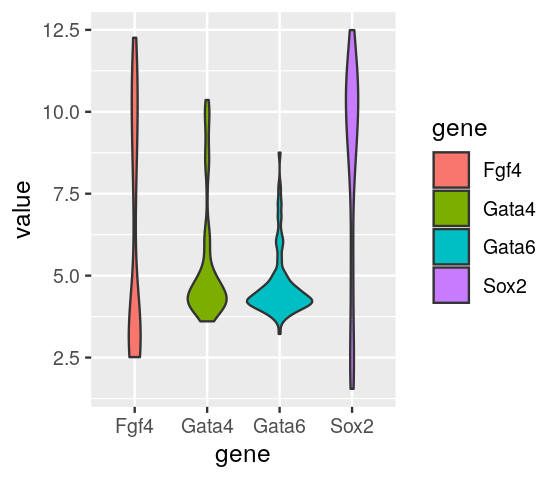 value
12.5
10.0
7.5
5.0
2.5
Fgf4 Gata4 Gata6 Sox2
gene
gene
Fgf4
Gata4
Gata6
Sox2